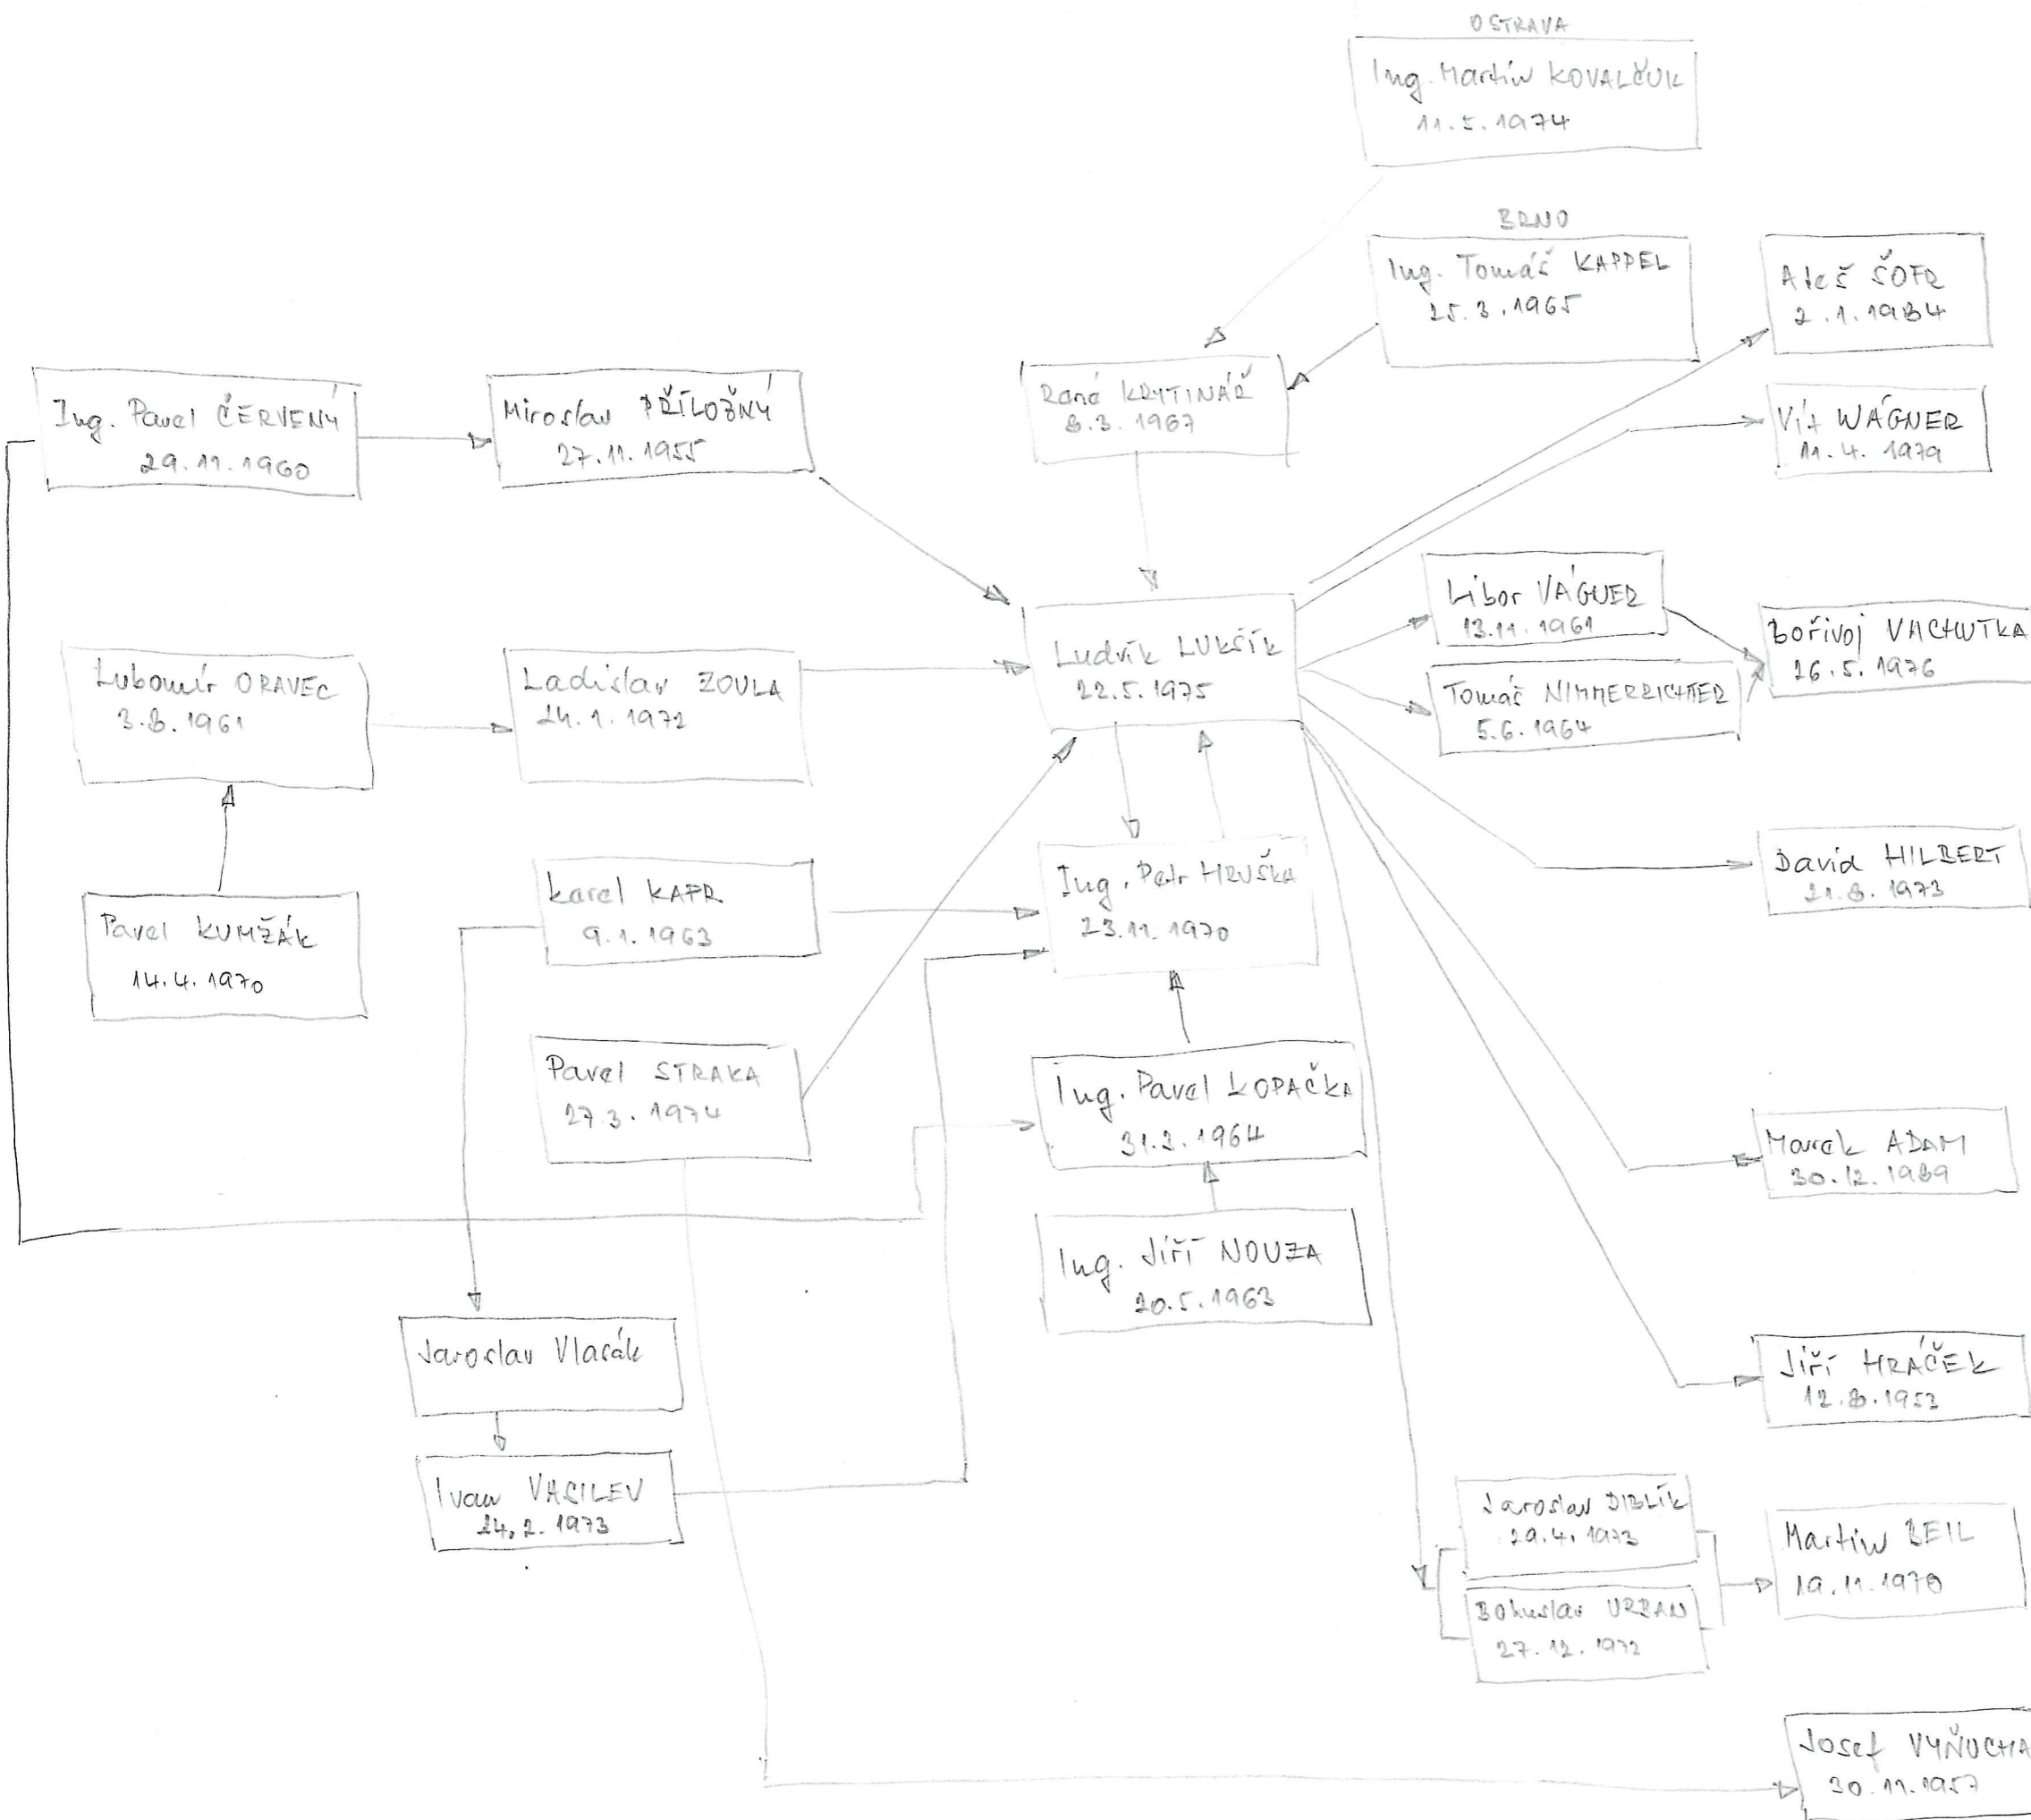 OSTRAVA
Ing. Martin KOVALČUK
11.5.1974
BRNO
Ing. Tomáš KAPPEL
25.3.1965
Aleš ŠOFR
2.1.1984
Ing. Pavel ČERVENÝ
29.11.1960
Miroslav PŘÍLOŽNÝ
27.11.1955
René KRYTINÁŘ
8.3.1967
Vít WÁGNER
11.4.1979
Libor VÁGNER
13.11.1961
Bořivoj VACHUTKA
26.5.1976
Lubomír ORAVEC
3.8.1961
Ladislav ZOULA
24.1.1972
Ludvík LUKŠÍK
22.5.1975
Tomáš NIMMERRICHTER
5.6.1964
Pavel KUMŽÁK
14.4.1970
Karel KAFR
9.1.1963
Ing. Petr HRUŠKA
23.11.1970
David HILBERT
21.8.1973
Pavel STRAKA
27.3.1974
Ing. Pavel KOPAČKA
31.3.1964
Marek ADAM
30.12.1989
Ing. Jiří NOUZA
20.5.1963
Jaroslav Vlasák
Jiří HRÁČEK
12.8.1953
Ivan VASILEV
24.2.1973
Jaroslav DIBLÍK
29.4.1973
Martin BEIL
19.11.1978
Bohuslav URBAN
27.12.1972
Josef VYŇUCHA
30.11.1957